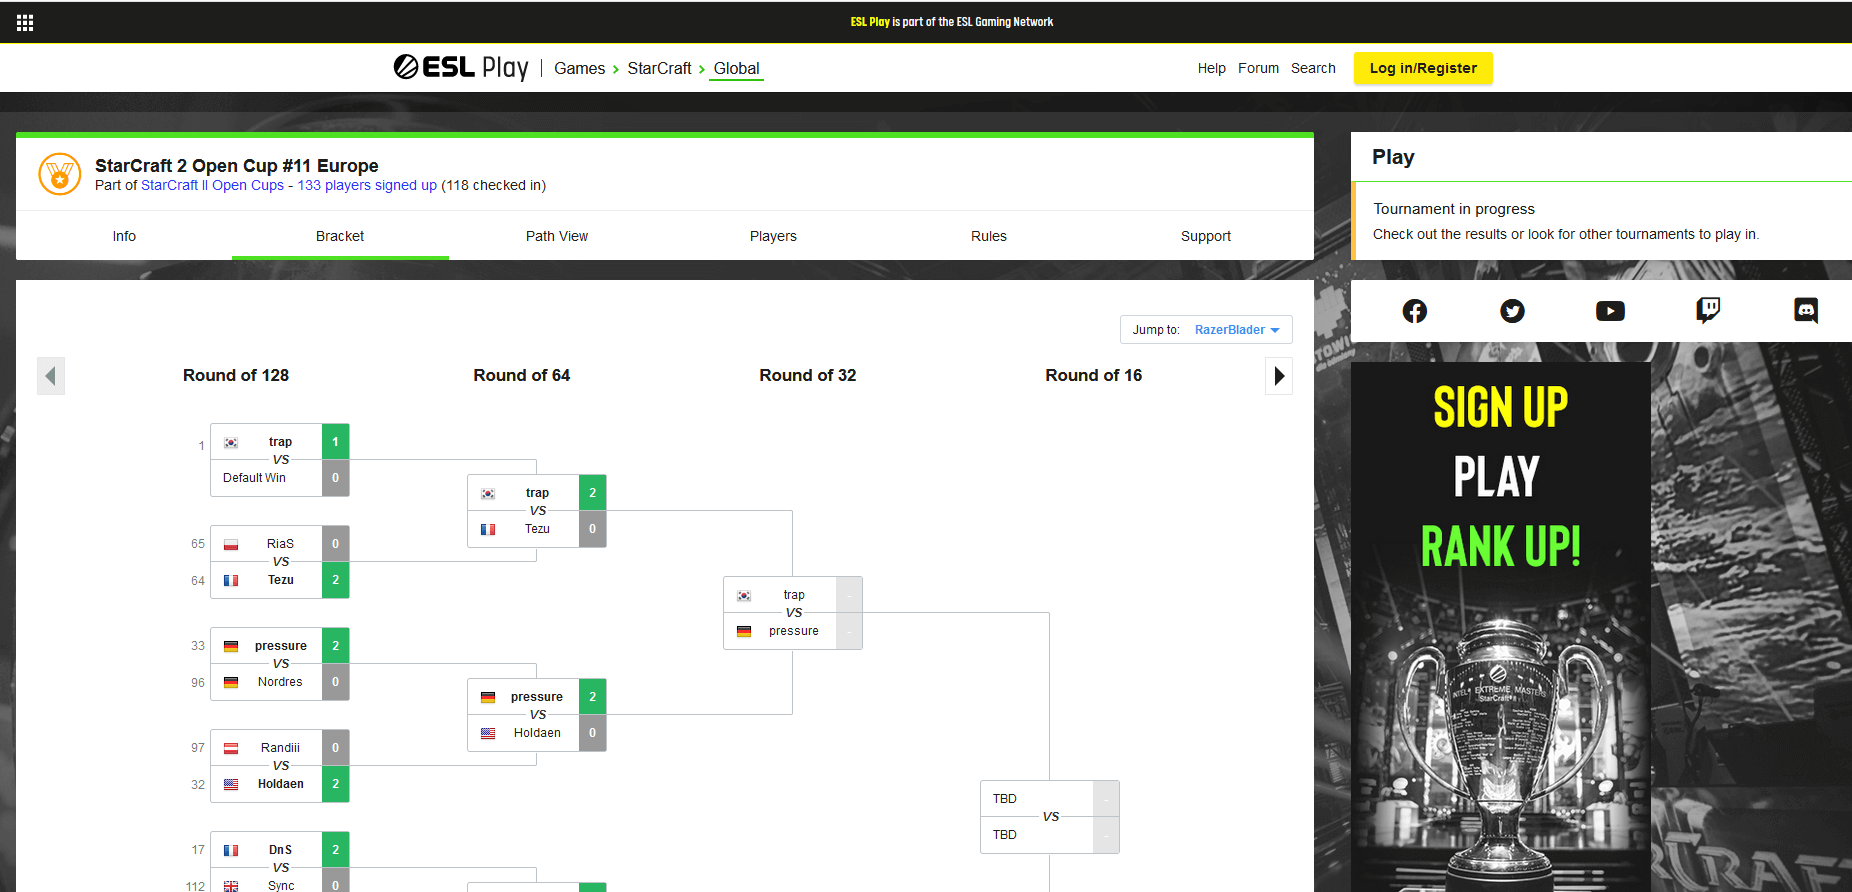 ESL Play is part of the ESL Gaming Network
ESL Play
Games > StarCraft > Global
Help Forum Search Log in/Register
StarCraft 2 Open Cup #11 Europe
Part of StarCraft II Open Cups - 133 players signed up (118 checked in)
Info Bracket Path View Players Rules Support
Play
Tournament in progress
Check out the results or look for other tournaments to play in.
Jump to: RazerBlader
Round of 128 Round of 64 Round of 32 Round of 16
1 trap 1
VS
Default Win 0
65 RiaS 0
VS
64 Tezu 2
33 pressure 2
VS
96 Nordres 0
97 Randiii 0
VS
32 Holdaen 2
17 DnS 2
VS
112 Sync 0
trap 2
VS
Tezu 0
pressure 2
VS
Holdaen 0
trap -
VS
pressure -
TBD -
VS
TBD -
SIGN UP
PLAY
RANK UP!
INTEL EXTREME MASTERS
StarCraft II